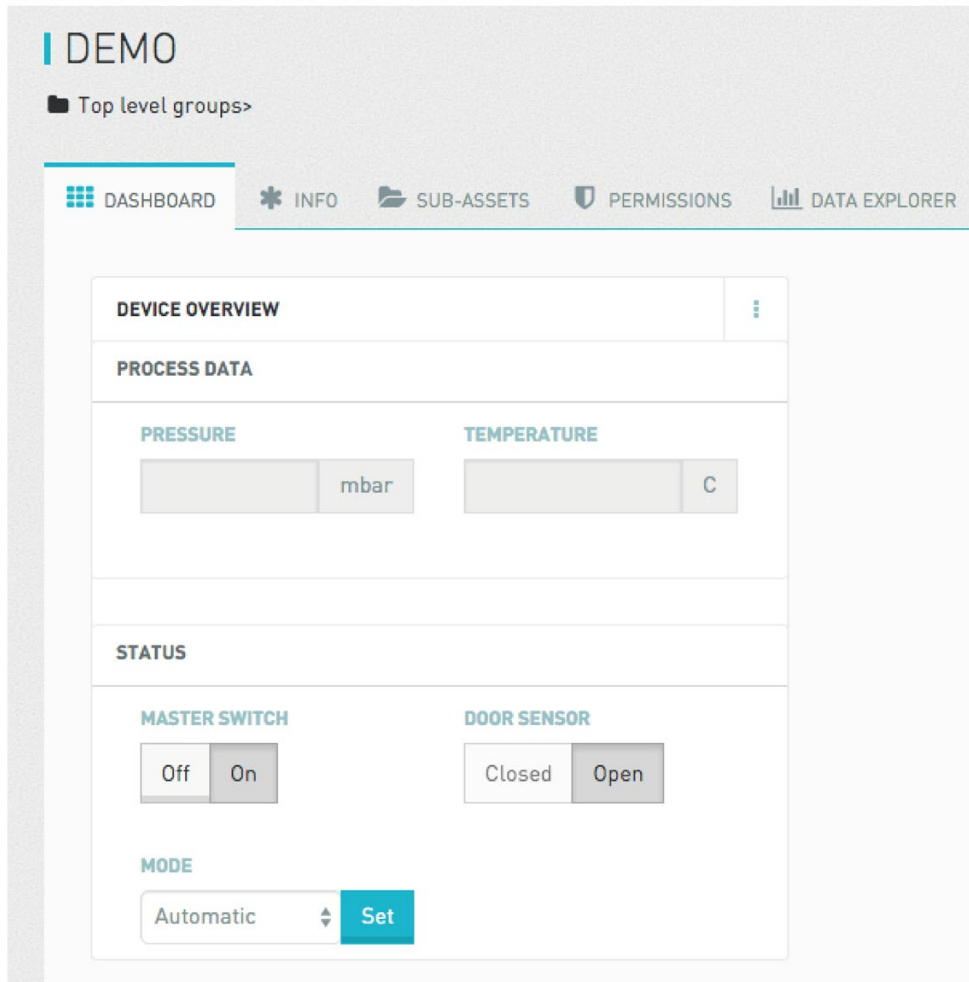 DEMO
Top level groups>
DASHBOARD INFO SUB-ASSETS PERMISSIONS DATA EXPLORER
DEVICE OVERVIEW
PROCESS DATA
PRESSURE TEMPERATURE
mbar C
STATUS
MASTER SWITCH DOOR SENSOR
Off On Closed Open
MODE
Automatic Set